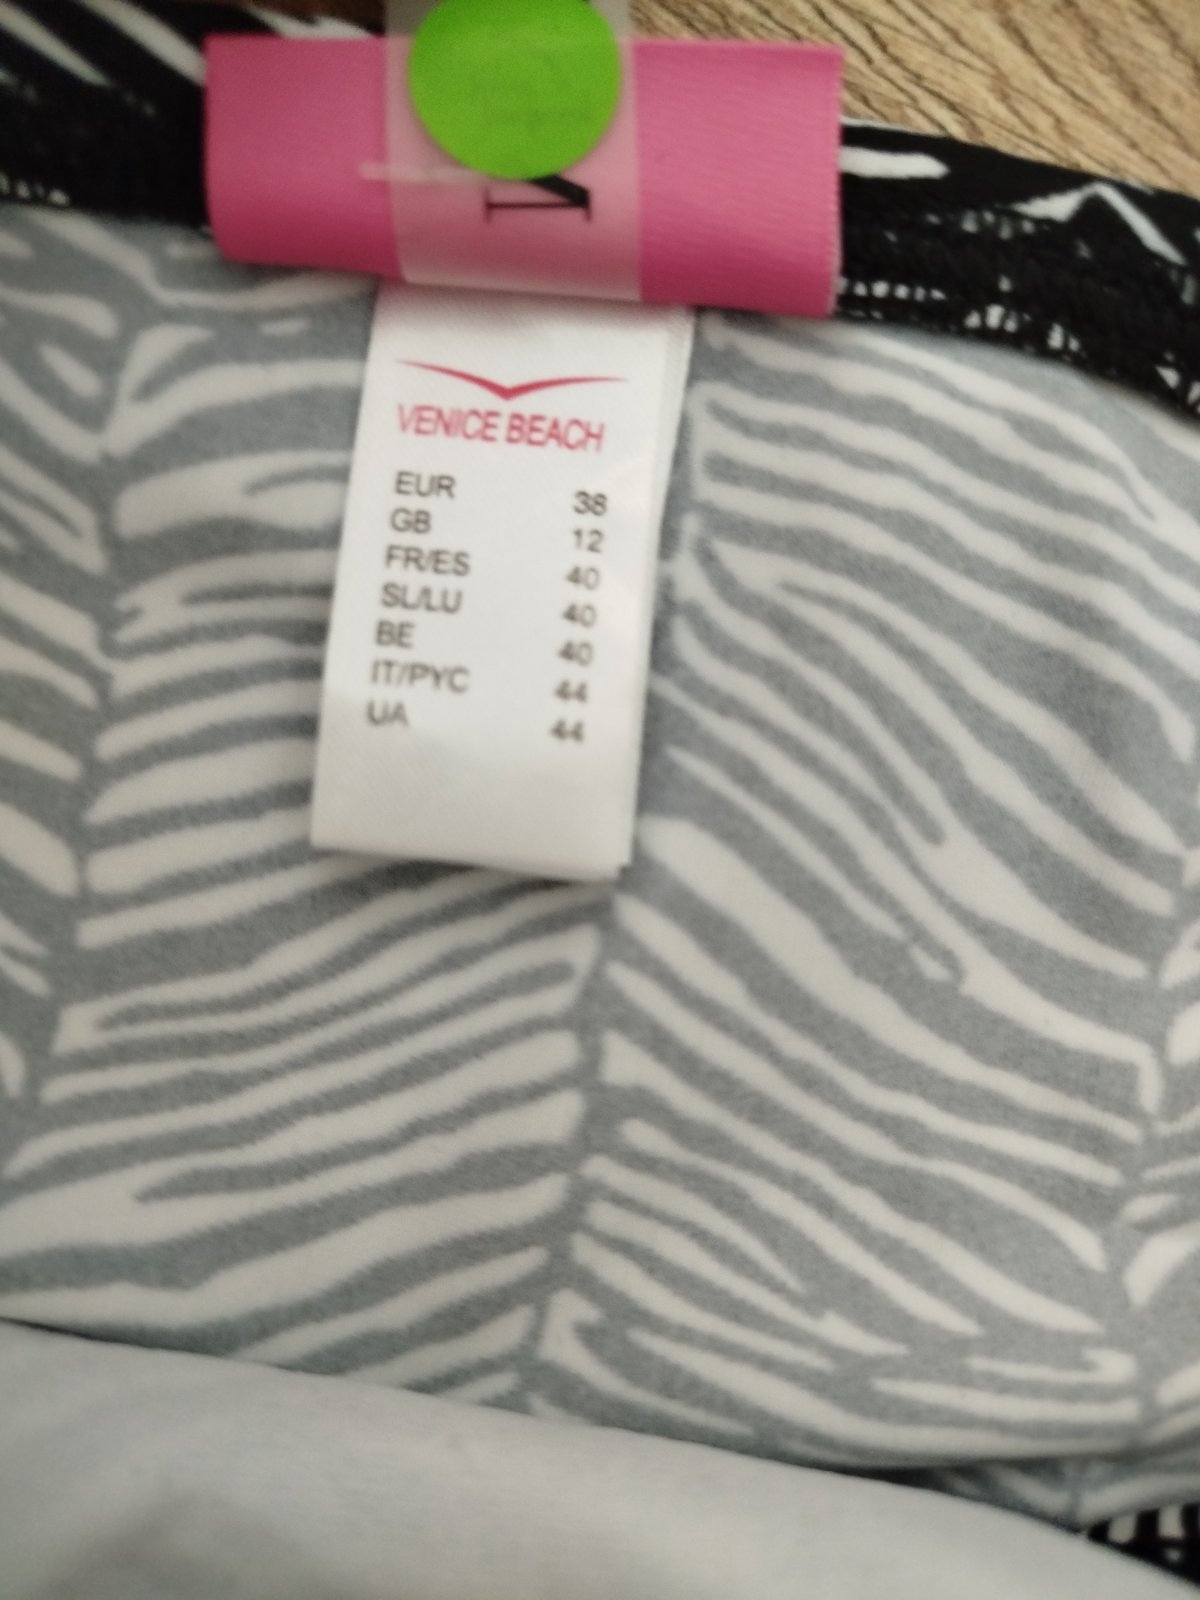 VENICE BEACH
EUR 38
GB 12
FR/ES 40
SL/LU 40
BE 40
IT/PYC 44
UA 44